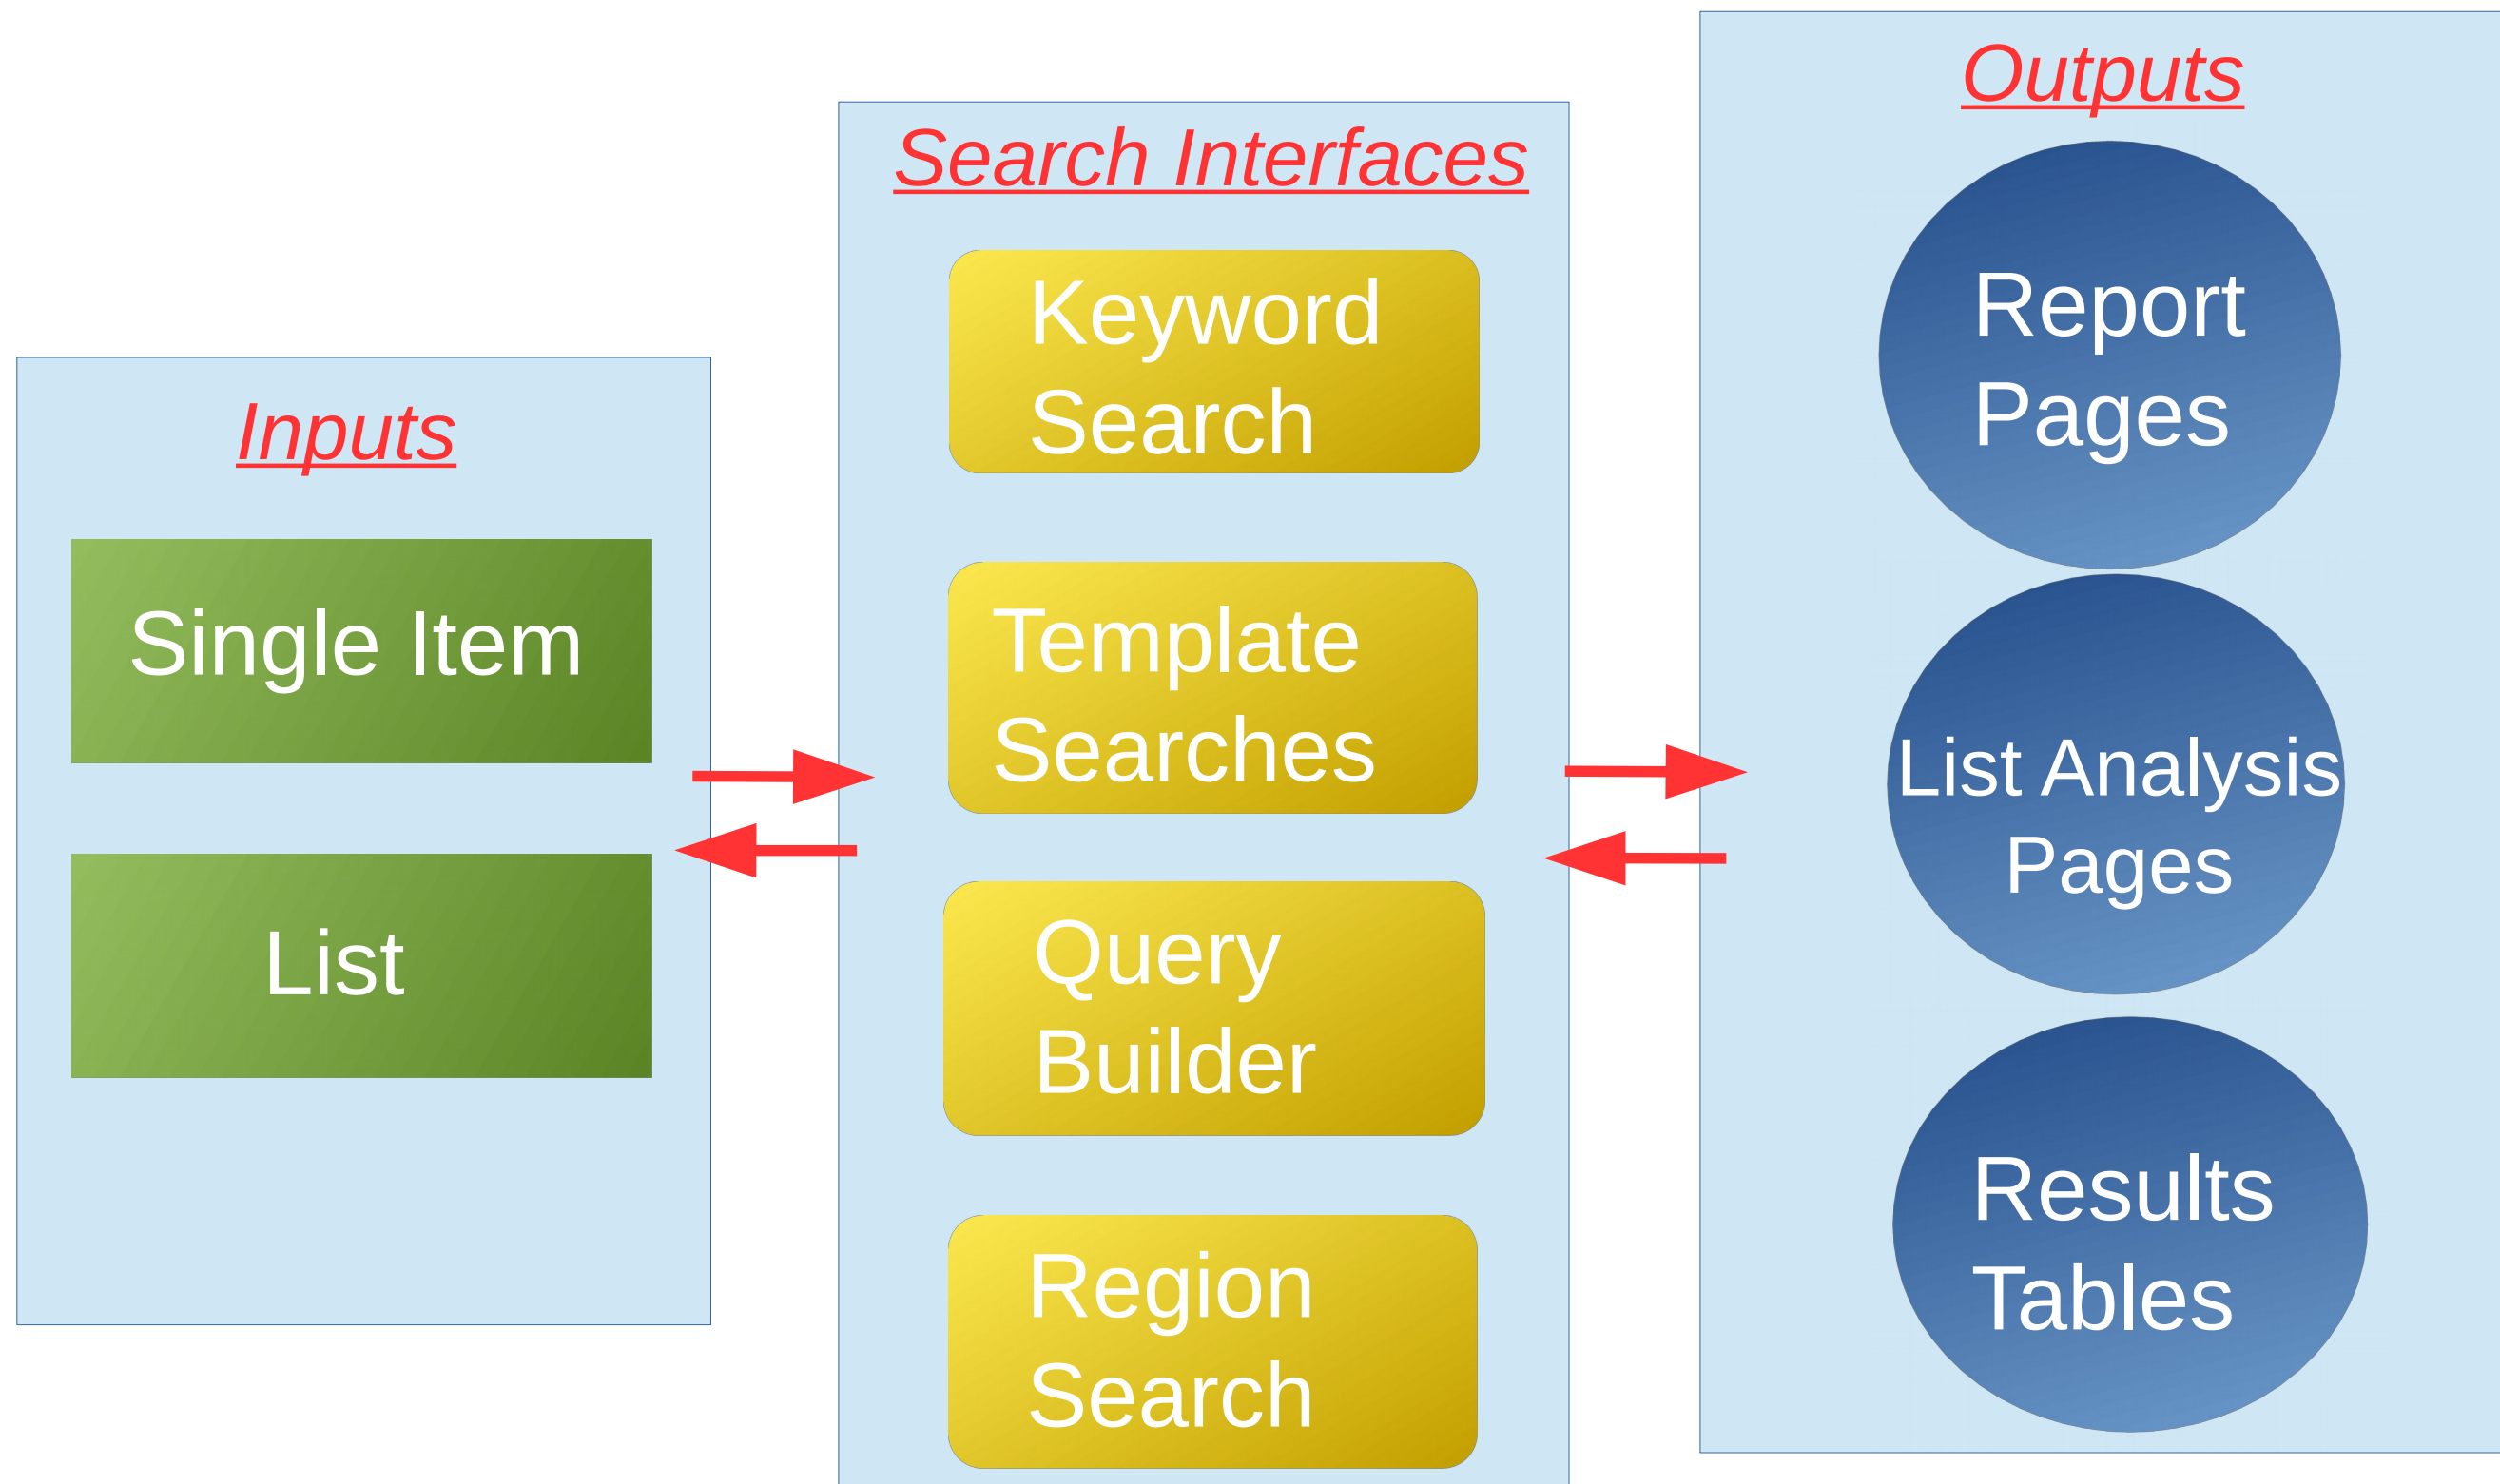 Inputs
Single Item
List
Search Interfaces
Keyword
Search
Template
Searches
Query
Builder
Region
Search
Outputs
Report
Pages
List Analysis
Pages
Results
Tables